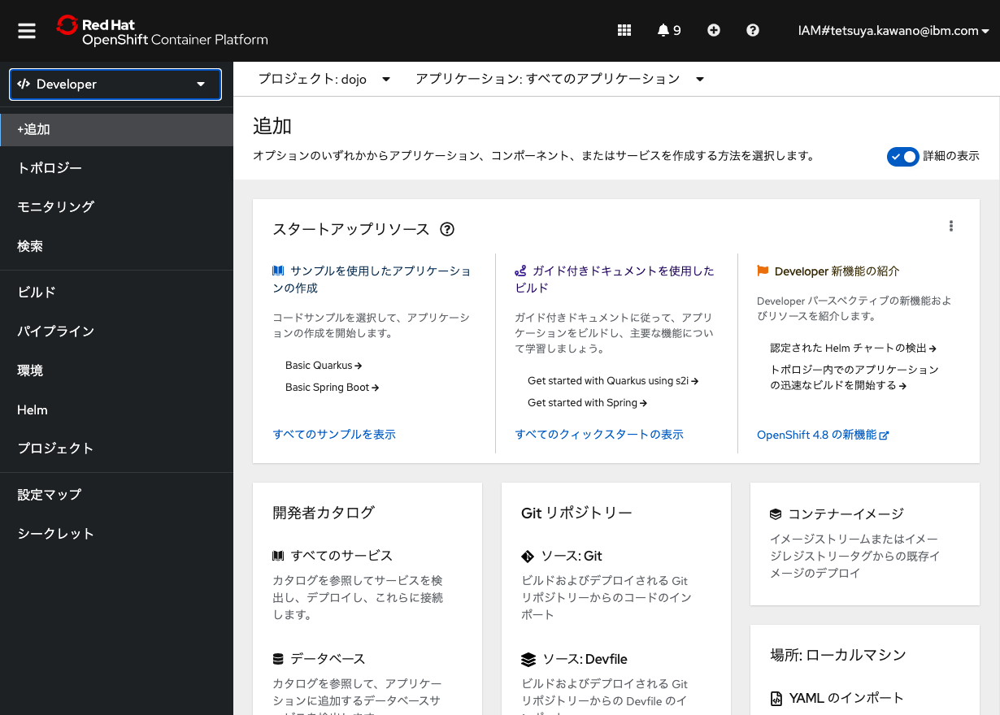 Red Hat
OpenShift Container Platform
9
IAM#tetsuya.kawano@ibm.com
Developer
プロジェクト: dojo
アプリケーション: すべてのアプリケーション
+追加
トポロジー
モニタリング
検索
ビルド
パイプライン
環境
Helm
プロジェクト
設定マップ
シークレット
追加
オプションのいずれかからアプリケーション、コンポーネント、またはサービスを作成する方法を選択します。
詳細の表示
スタートアップリソース
サンプルを使用したアプリケーショ
ンの作成
コードサンプルを選択して、アプリケーシ
ョンの作成を開始します。
Basic Quarkus
Basic Spring Boot
すべてのサンプルを表示
ガイド付きドキュメントを使用した
ビルド
ガイド付きドキュメントに従って、アプリ
ケーションをビルドし、主要な機能につい
て学習しましょう。
Get started with Quarkus using s2i
Get started with Spring
すべてのクィックスタートの表示
Developer 新機能の紹介
Developer パースペクティブの新機能およ
びリソースを紹介します。
認定された Helm チャートの検出
トポロジー内でのアプリケーション
の迅速なビルドを開始する
OpenShift 4.8 の新機能
開発者カタログ
すべてのサービス
カタログを参照してサービスを検
出し、デプロイし、これらに接続
します。
データベース
カタログを参照して、アプリケー
ションに追加するデータベースサ
Git リポジトリー
ソース: Git
ビルドおよびデプロイされる Git
リポジトリーからのコードのイン
ポート
ソース: Devfile
ビルドおよびデプロイされる Git
リポジトリーからの Devfile のイ
コンテナーイメージ
イメージストリームまたはイメー
ジレジストリータグからの既存イ
メージのデプロイ
場所: ローカルマシン
YAML のインポート